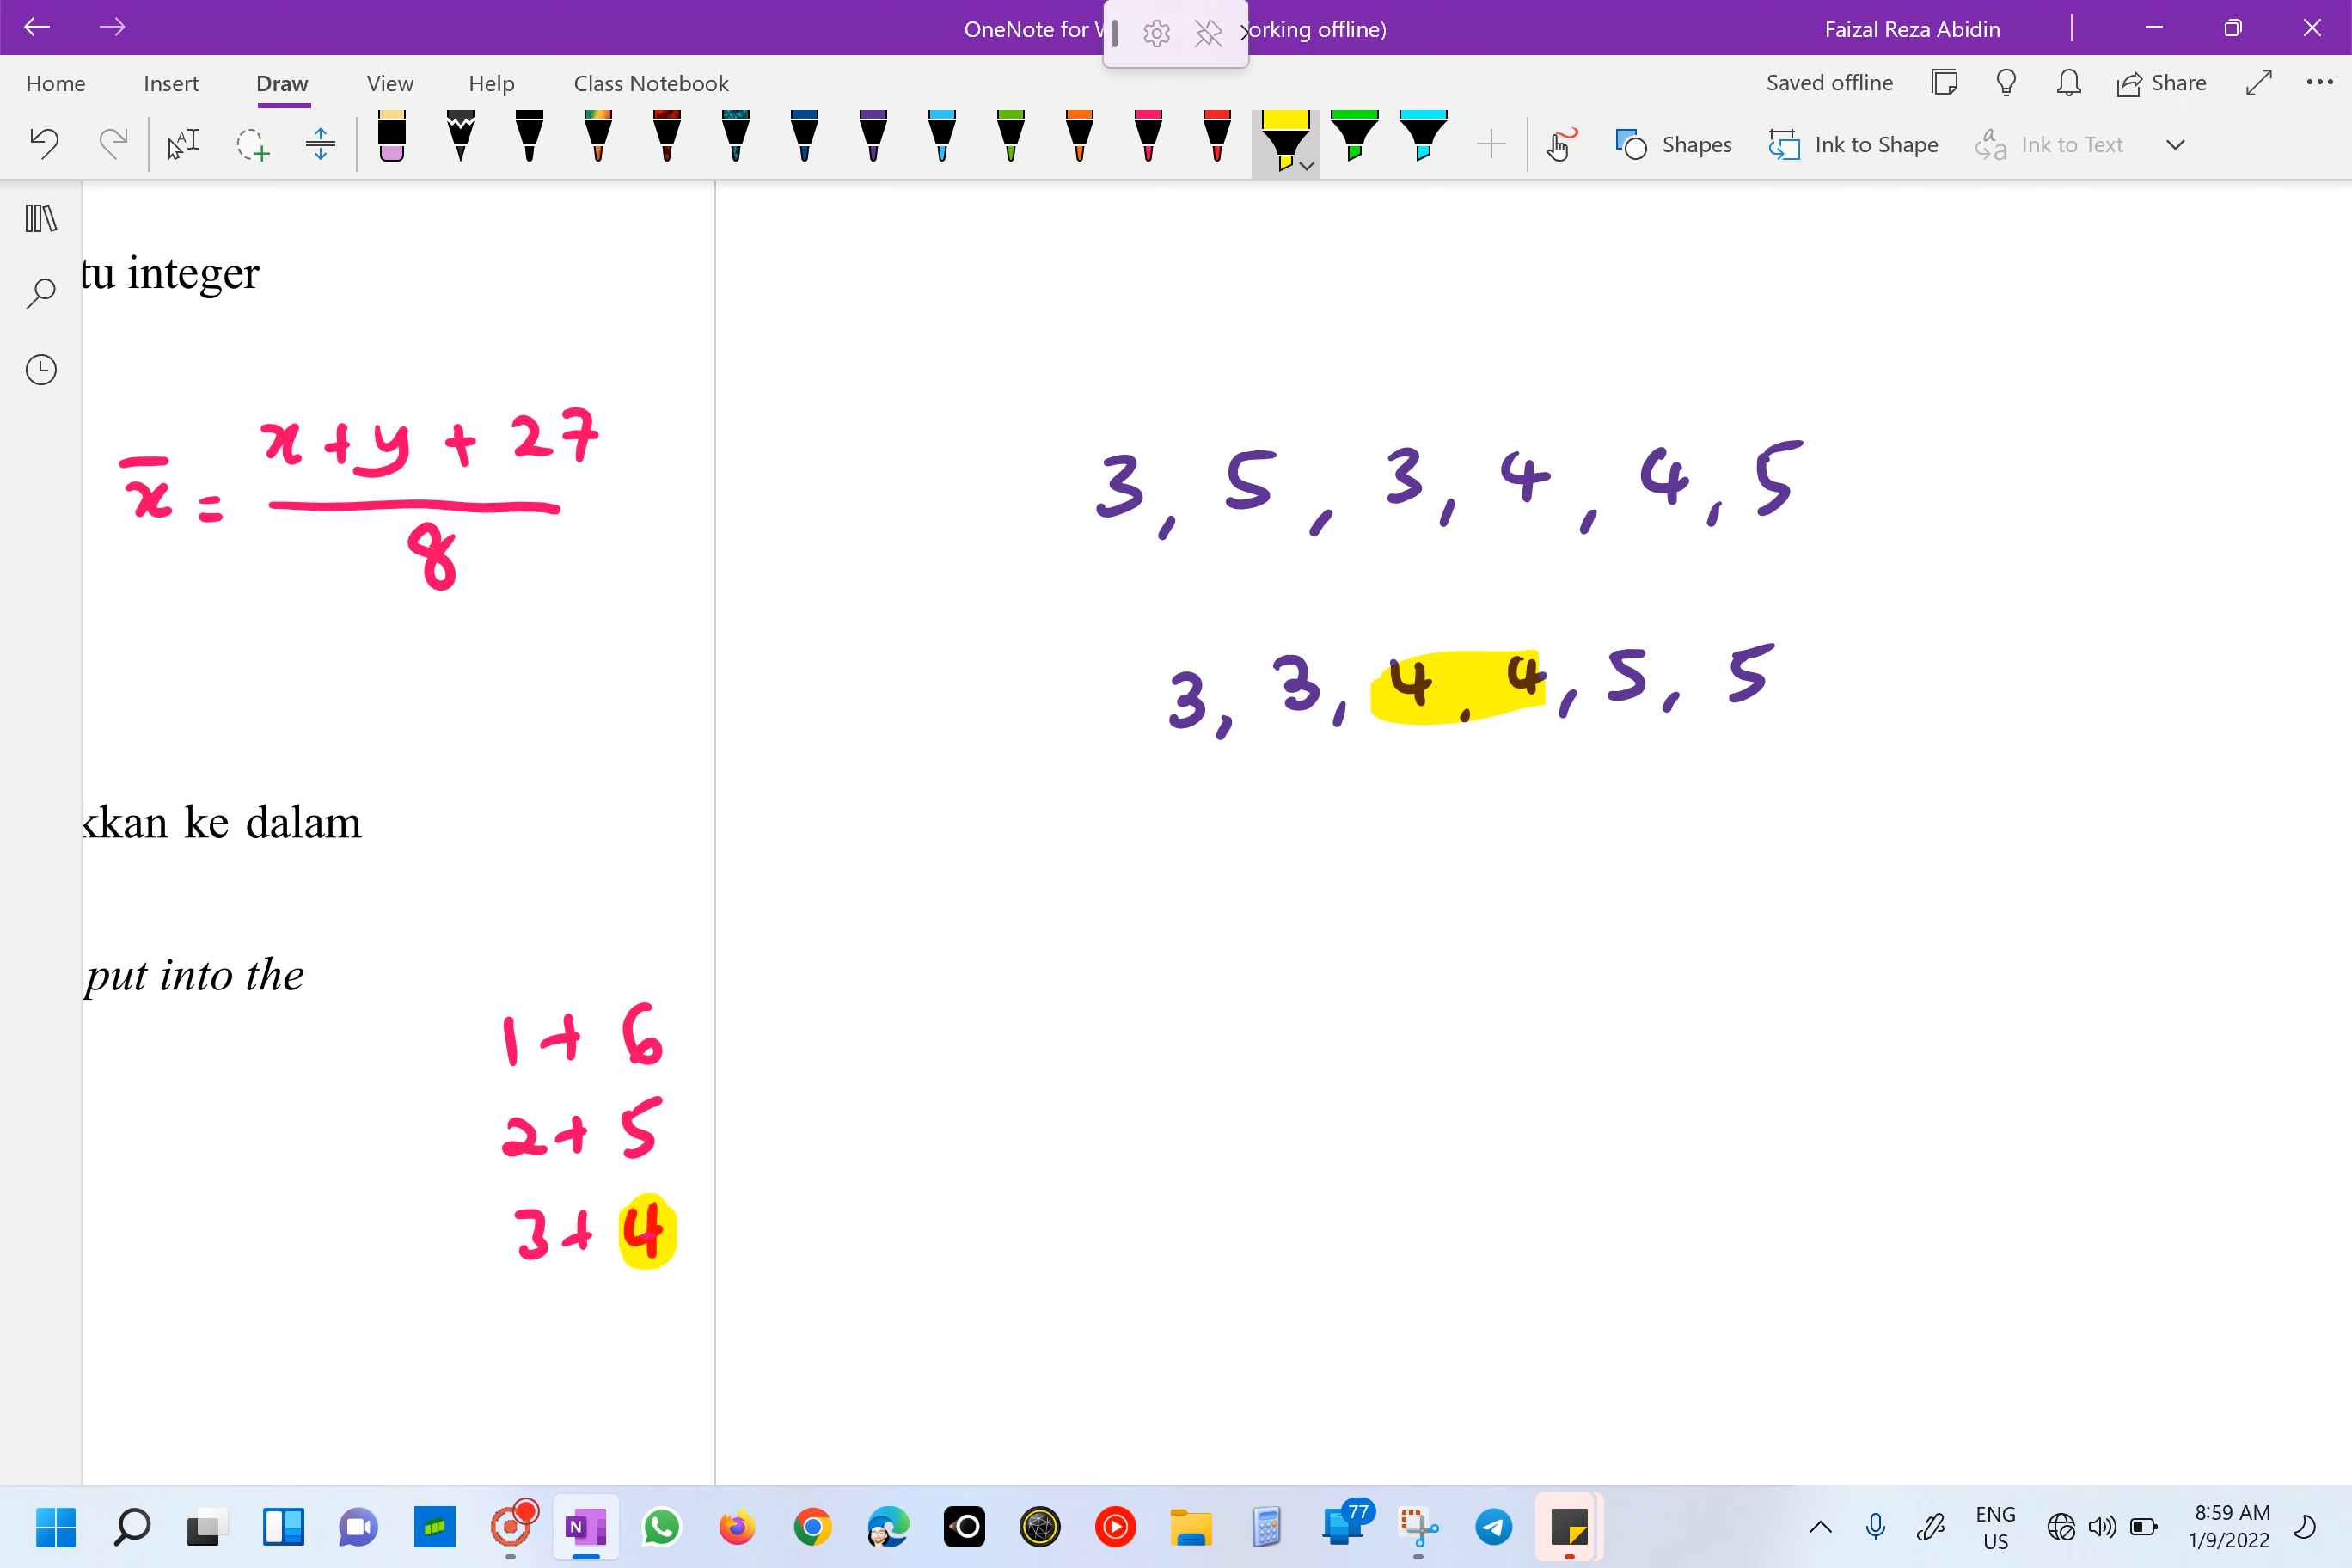 OneNote for W
orking offline)
Faizal Reza Abidin
Home Insert Draw View Help Class Notebook
Saved offline
Share
Shapes
Ink to Shape
Ink to Text
tu integer
x̅ = x + y + 27
8
3, 5, 3, 4, 4, 5
3, 3, 4, 4, 5, 5
kkan ke dalam
put into the
1 + 6
2 + 5
3 + 4
77
ENG
US
8:59 AM
1/9/2022